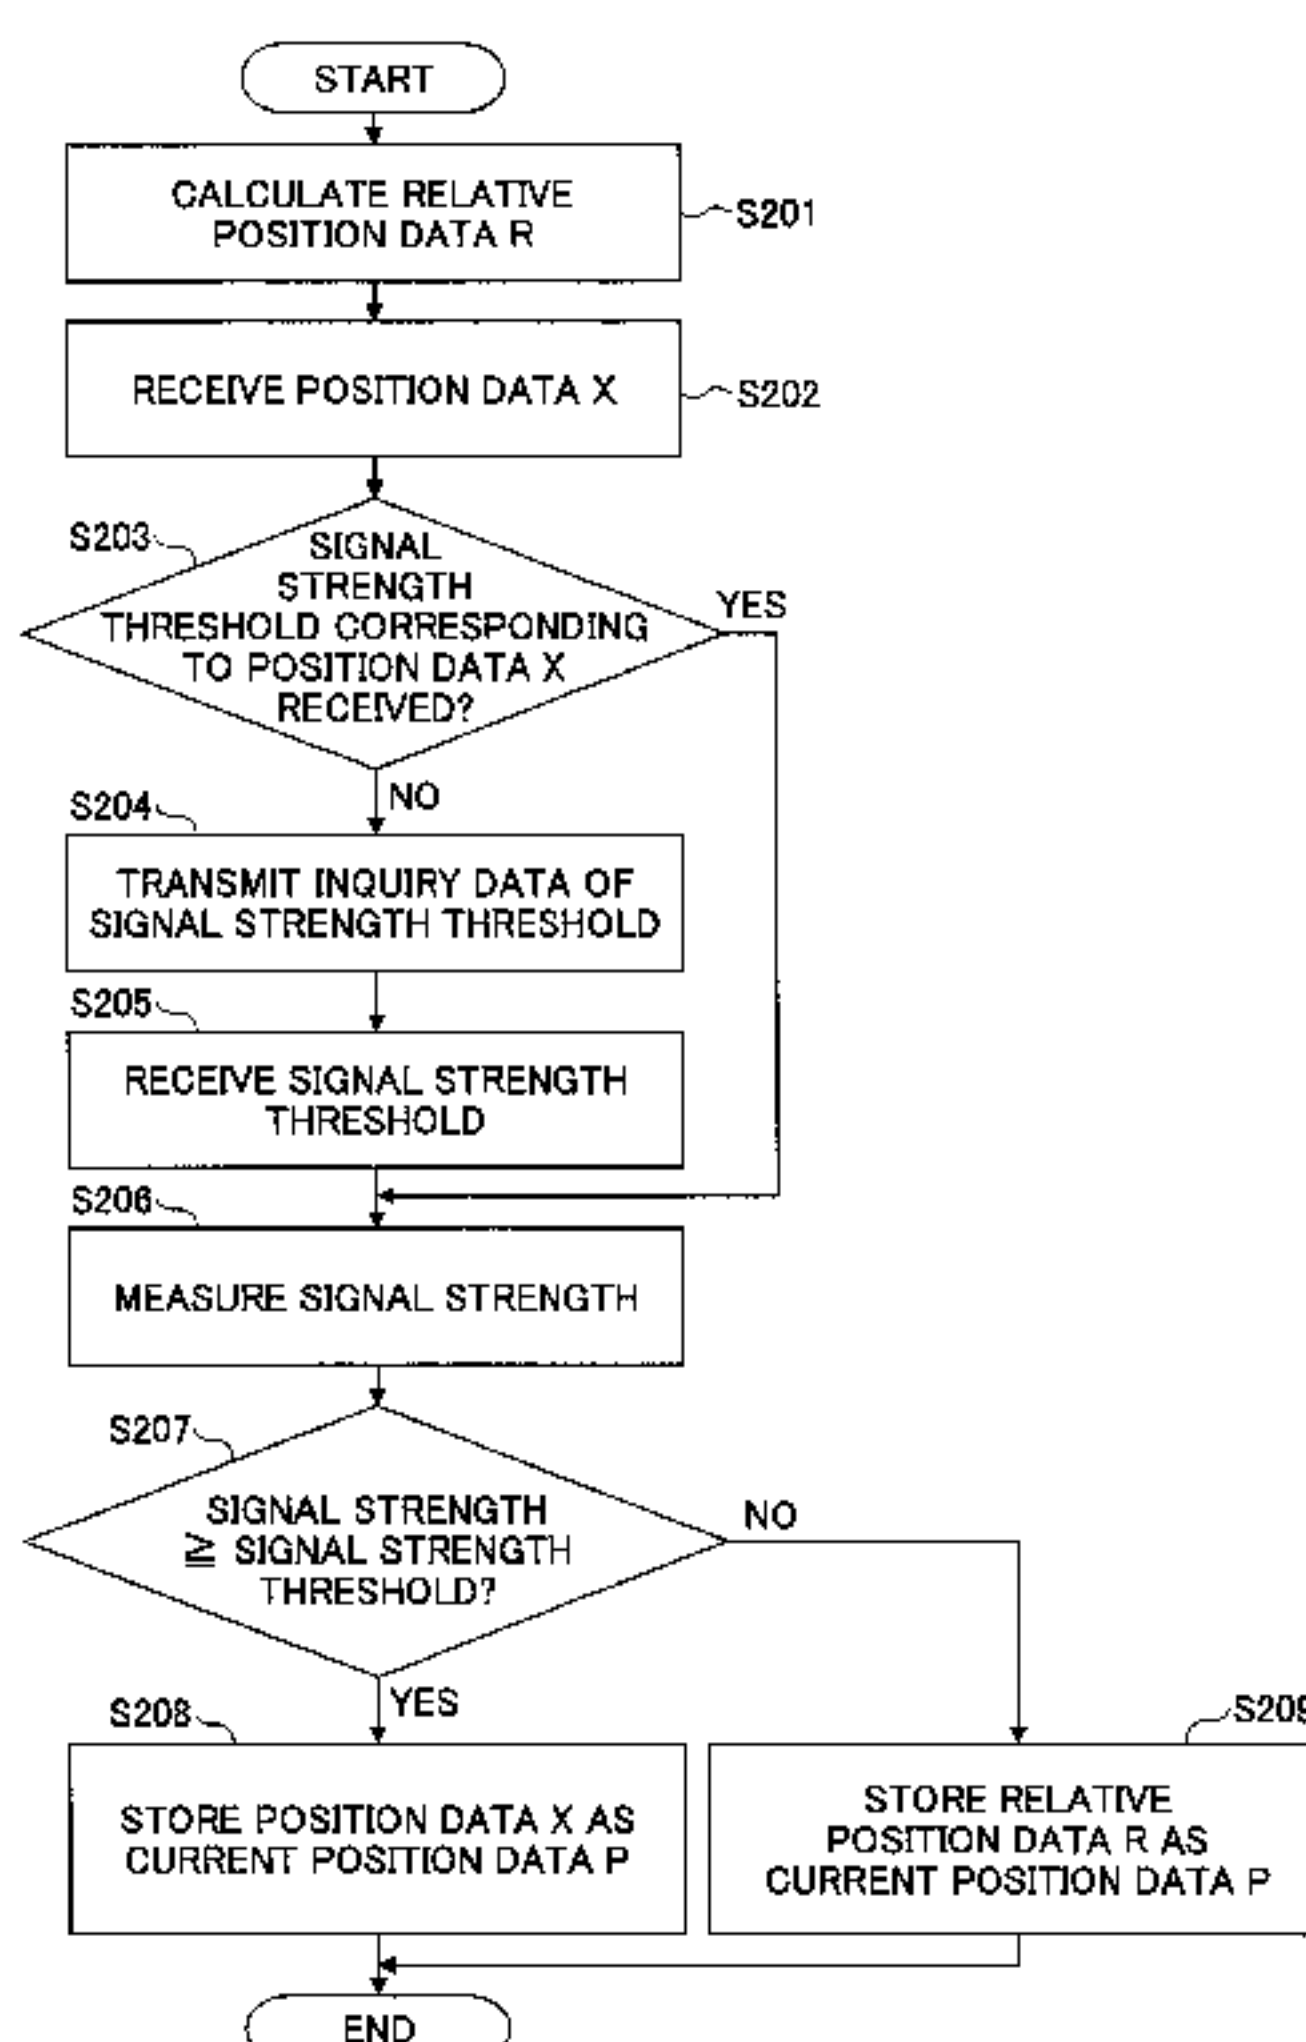 START
CALCULATE RELATIVE
POSITION DATA R
S201
RECEIVE POSITION DATA X
S202
S203
SIGNAL
STRENGTH
THRESHOLD CORRESPONDING
TO POSITION DATA X
RECEIVED?
YES
NO
S204
TRANSMIT INQUIRY DATA OF
SIGNAL STRENGTH THRESHOLD
S205
RECEIVE SIGNAL STRENGTH
THRESHOLD
S206
MEASURE SIGNAL STRENGTH
S207
SIGNAL STRENGTH
≧ SIGNAL STRENGTH
THRESHOLD?
NO
YES
S208
STORE POSITION DATA X AS
CURRENT POSITION DATA P
S209
STORE RELATIVE
POSITION DATA R AS
CURRENT POSITION DATA P
END